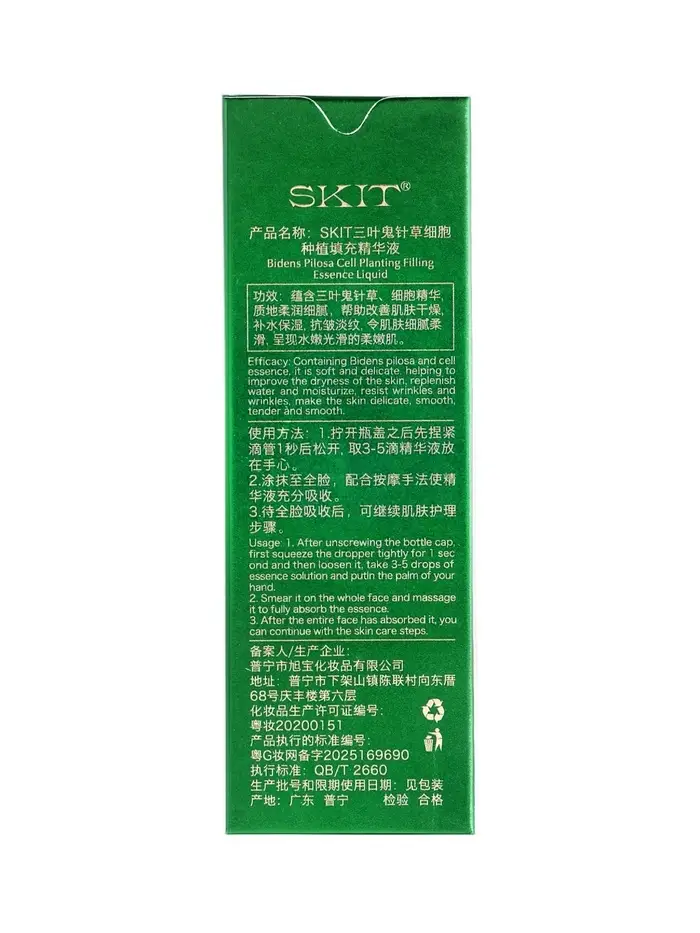 SKIT®
产品名称：SKIT三叶鬼针草细胞
种植填充精华液
Bidens Pilosa Cell Planting Filling
Essence Liquid
功效：蕴含三叶鬼针草、细胞精华,
质地柔润细腻，帮助改善肌肤干燥,
补水保湿, 抗皱淡纹, 令肌肤细腻柔
滑, 呈现水嫩光滑的柔嫩肌。
Efficacy: Containing Bidens pilosa and cell
essence, it is soft and delicate, helping to
improve the dryness of the skin, replenish
water and moisturize, resist wrinkles and
wrinkles, make the skin delicate, smooth,
tender and smooth.
使用方法：1.拧开瓶盖之后先捏紧
滴管1秒后松开, 取3-5滴精华液放
在手心。
2.涂抹至全脸，配合按摩手法使精
华液充分吸收。
3.待全脸吸收后，可继续肌肤护理
步骤。
Usage: 1. After unscrewing the bottle cap,
first squeeze the dropper tightly for 1 sec
ond and then loosen it, take 3-5 drops of
essence solution and putin the palm of your
hand.
2. Smear it on the whole face and massage
it to fully absorb the essence.
3. After the entire face has absorbed it, you
can continue with the skin care steps.
备案人/生产企业：
普宁市旭宝化妆品有限公司
地址：普宁市下架山镇陈联村向东厝
68号庆丰楼第六层
化妆品生产许可证编号：
粤妆20200151
产品执行的标准编号：
粤G妆网备字2025169690
执行标准：QB/T 2660
生产批号和限期使用日期：见包装
产地：广东 普宁 检验 合格